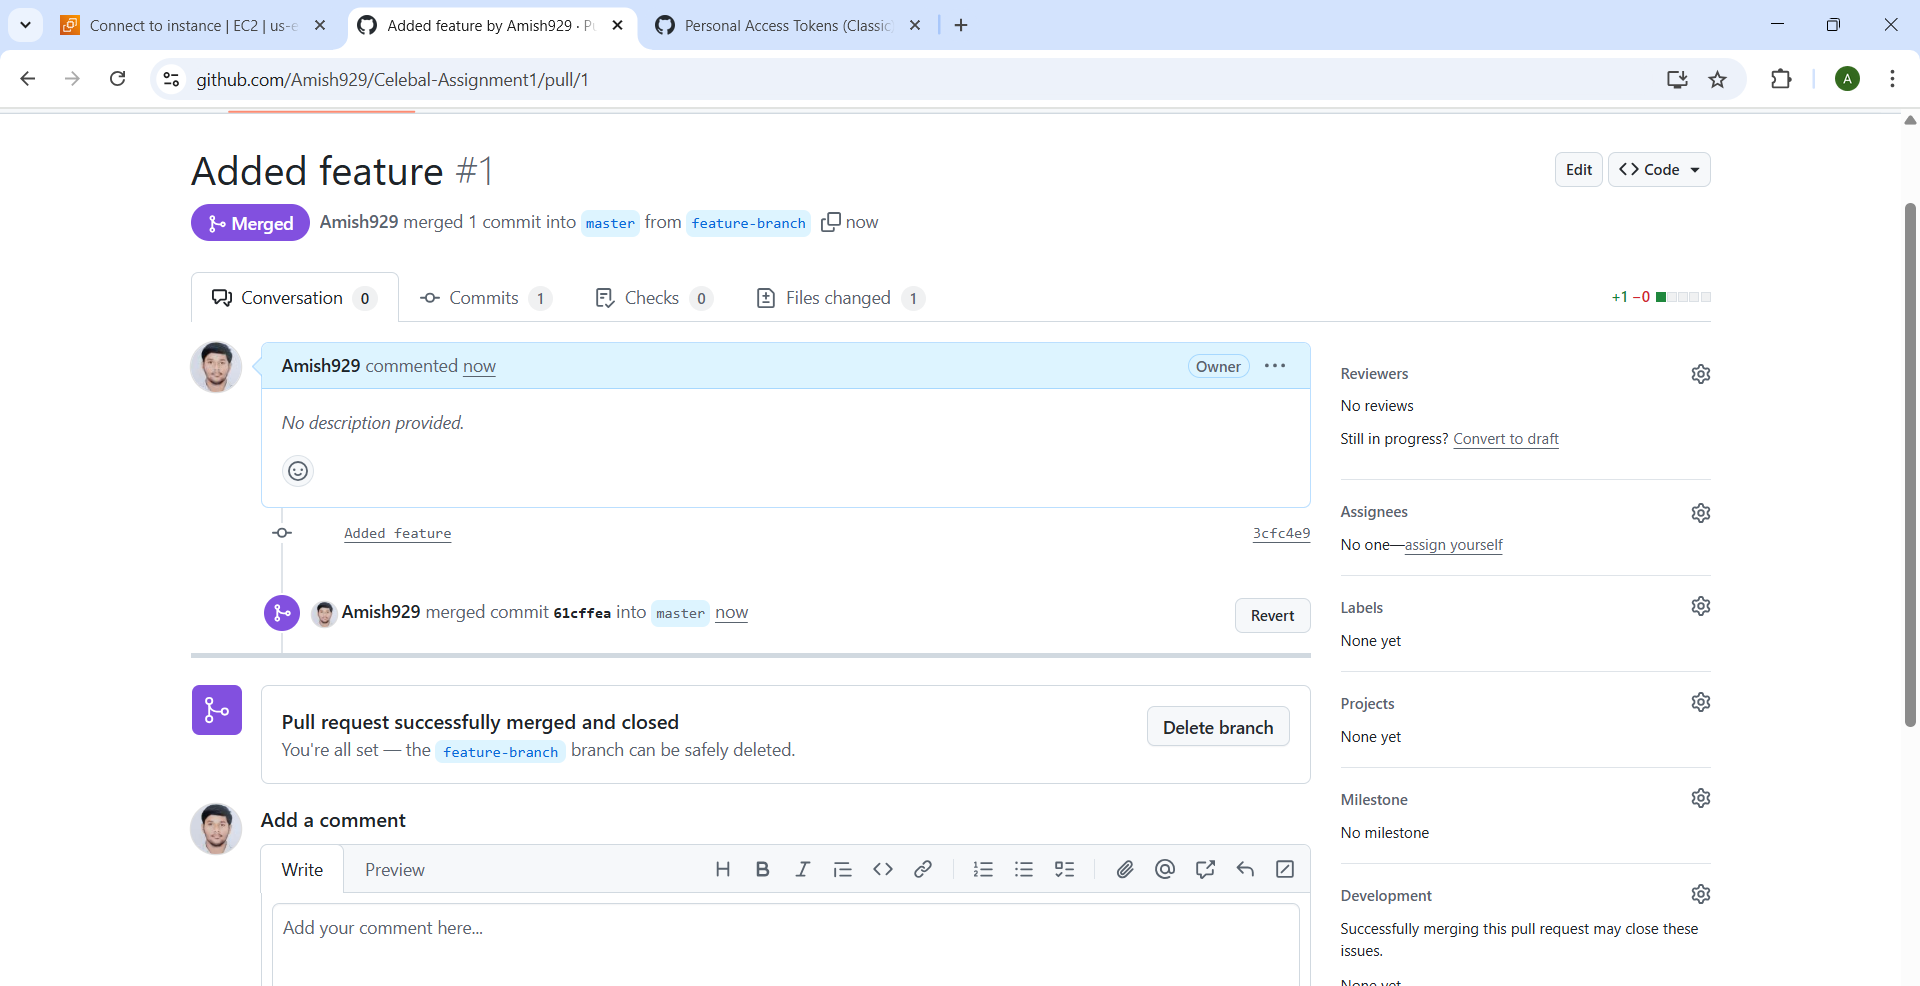 Connect to instance | EC2 | us-e
Added feature by Amish929 · Pu
Personal Access Tokens (Classic)
github.com/Amish929/Celebal-Assignment1/pull/1
A
Added feature #1
Edit
Code
Merged
Amish929 merged 1 commit into master from feature-branch now
Conversation 0
Commits 1
Checks 0
Files changed 1
+1 −0
Amish929 commented now
Owner
No description provided.
Added feature
3cfc4e9
Amish929 merged commit 61cffea into master now
Revert
Pull request successfully merged and closed
You're all set — the feature-branch branch can be safely deleted.
Delete branch
Add a comment
Write
Preview
Add your comment here...
Reviewers
No reviews
Still in progress? Convert to draft
Assignees
No one—assign yourself
Labels
None yet
Projects
None yet
Milestone
No milestone
Development
Successfully merging this pull request may close these
issues.
None yet